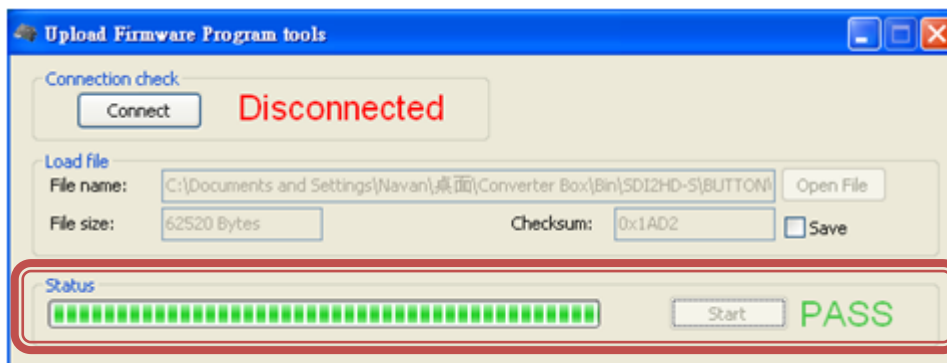 Upload Firmware Program tools
Connection check
Connect Disconnected
Load file
File name: C:\Documents and Settings\Navan\桌面\Converter Box\Bin\SDI2HD-S\BUTTON\ Open File
File size: 62520 Bytes Checksum: 0x1AD2 Save
Status
Start PASS